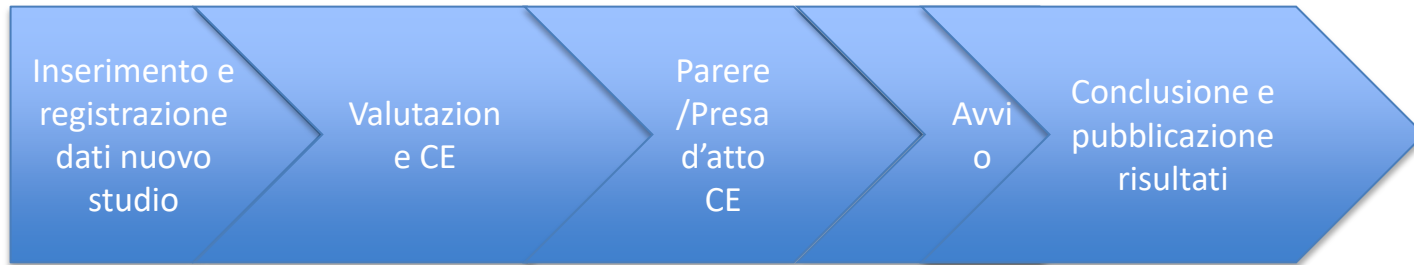 Inserimento e
registrazione
dati nuovo
studio
Valutazion
e CE
Parere
/Presa
d’atto
CE
Avvi
o
Conclusione e
pubblicazione
risultati